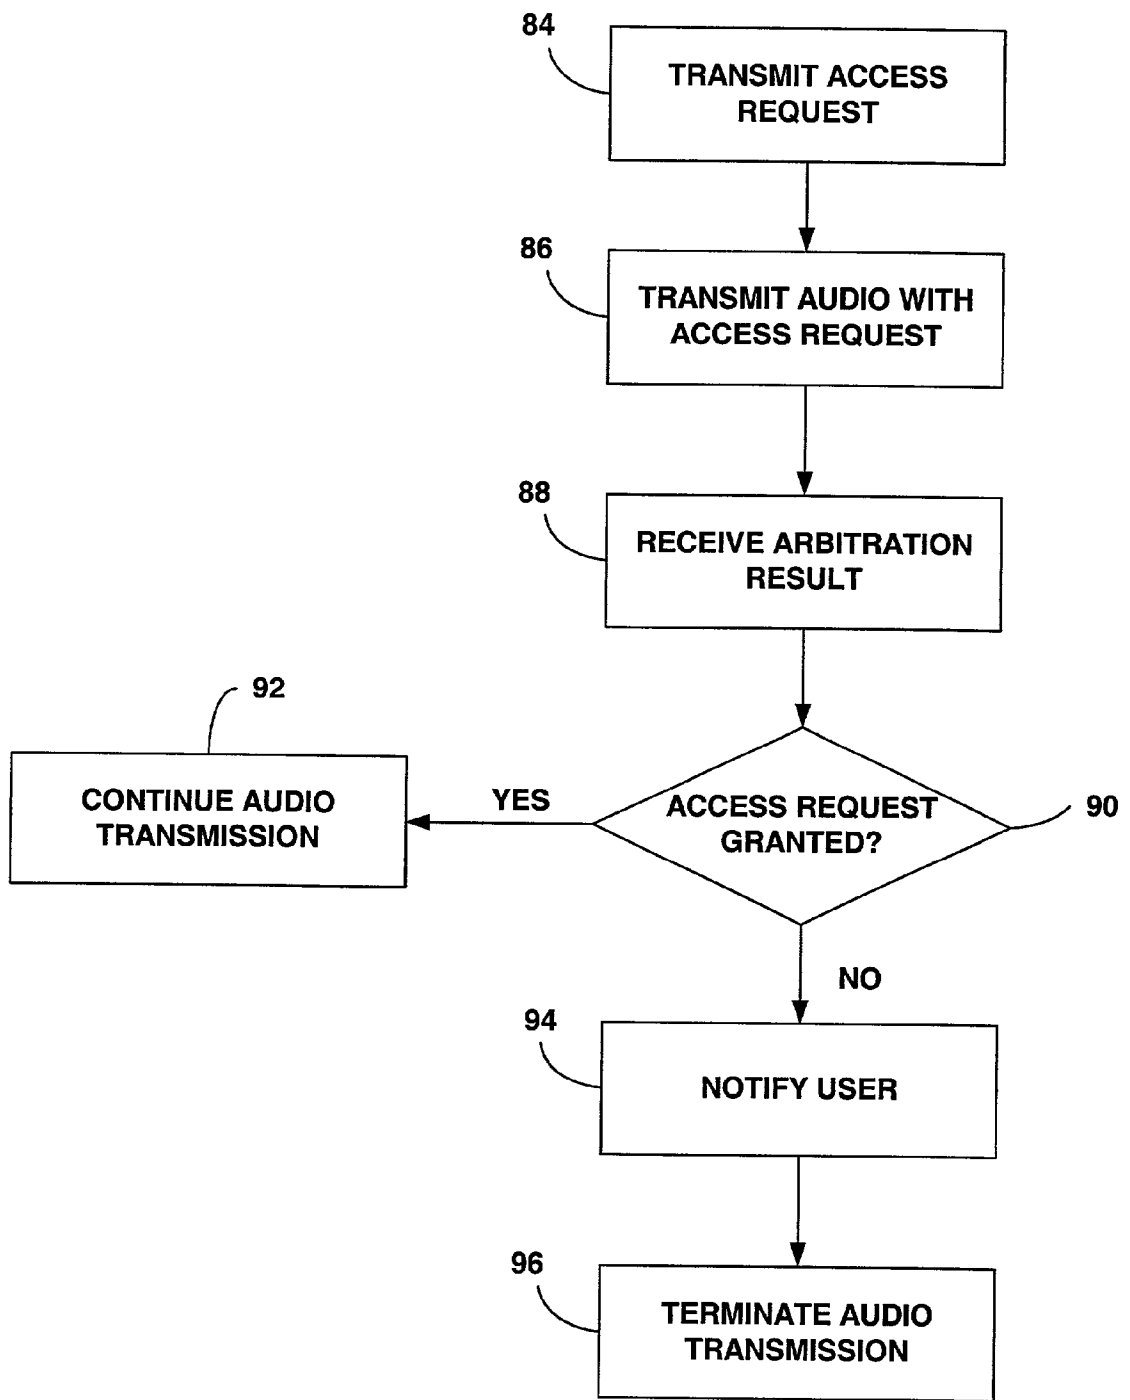 84
TRANSMIT ACCESS
REQUEST
86
TRANSMIT AUDIO WITH
ACCESS REQUEST
88
RECEIVE ARBITRATION
RESULT
92
CONTINUE AUDIO
TRANSMISSION
YES
ACCESS REQUEST
GRANTED?
90
NO
94
NOTIFY USER
96
TERMINATE AUDIO
TRANSMISSION